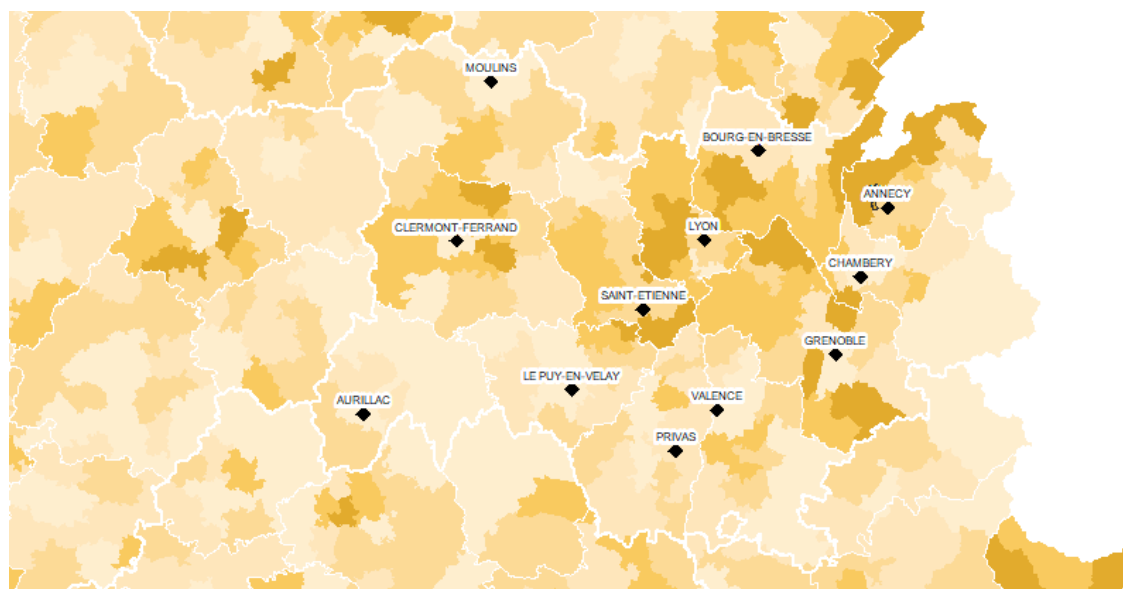 MOULINS
BOURG-EN-BRESSE
ANNECY
CLERMONT-FERRAND
LYON
CHAMBERY
SAINT-ETIENNE
GRENOBLE
LE PUY-EN-VELAY
AURILLAC
VALENCE
PRIVAS